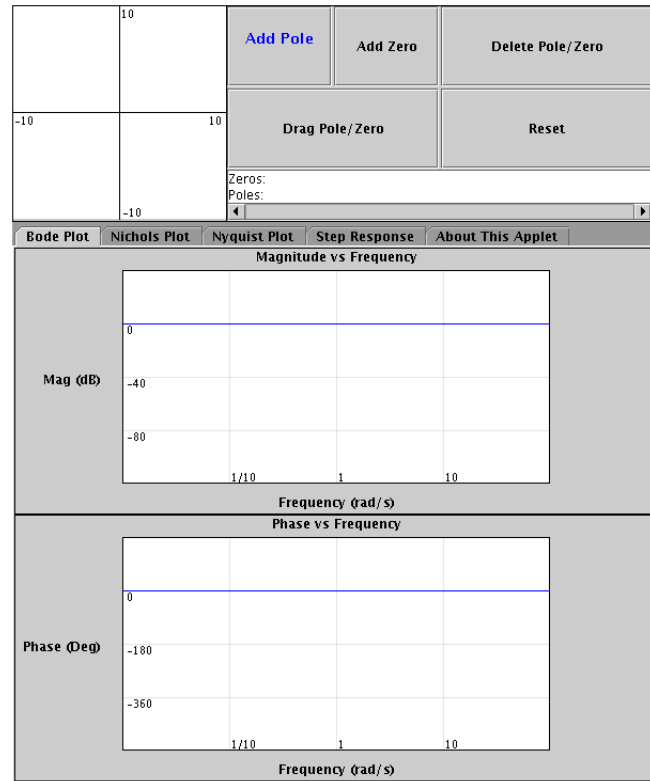 10
-10 10
-10
Add Pole Add Zero Delete Pole/Zero
Drag Pole/Zero Reset
Zeros:
Poles:
Bode Plot Nichols Plot Nyquist Plot Step Response About This Applet
Magnitude vs Frequency
0
Mag (dB) -40
-80
1/10 1 10
Frequency (rad/s)
Phase vs Frequency
0
Phase (Deg) -180
-360
1/10 1 10
Frequency (rad/s)